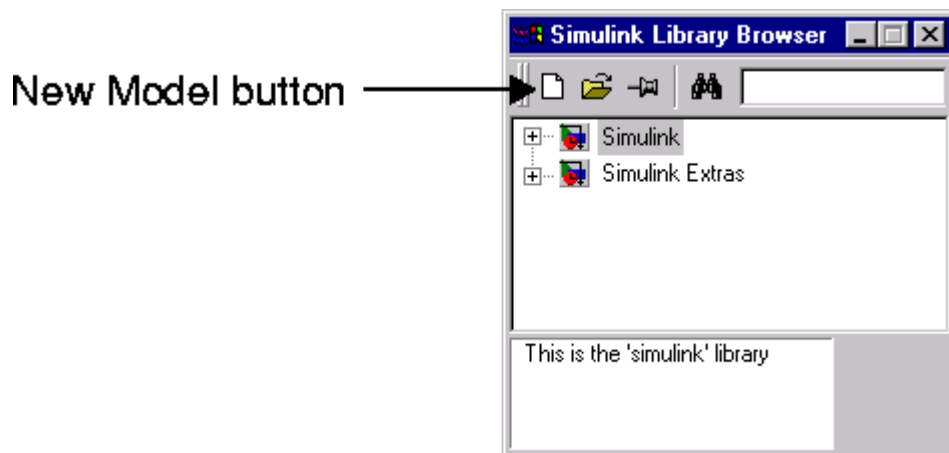 Simulink Library Browser
New Model button
Simulink
Simulink Extras
This is the 'simulink' library